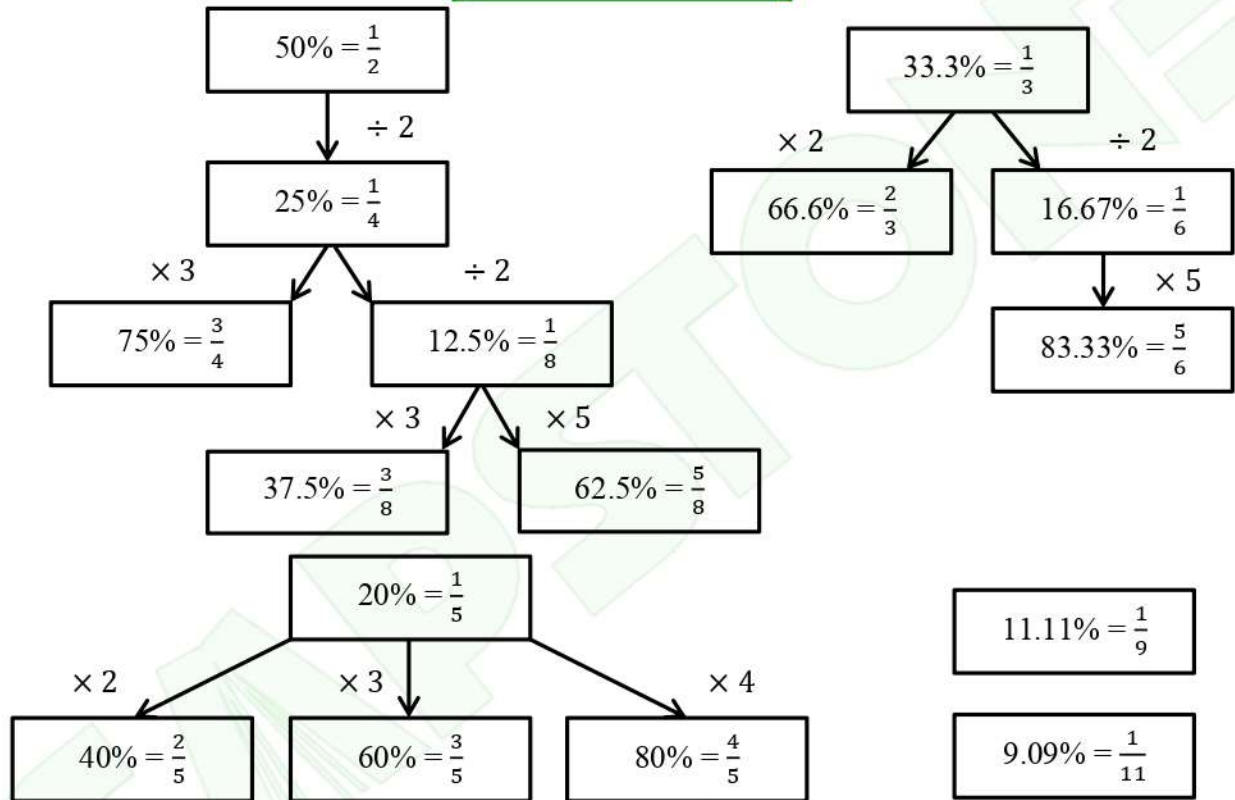 50% = 1/2
÷ 2
25% = 1/4
× 3
÷ 2
75% = 3/4
12.5% = 1/8
× 3
× 5
37.5% = 3/8
62.5% = 5/8
33.3% = 1/3
× 2
÷ 2
66.6% = 2/3
16.67% = 1/6
× 5
83.33% = 5/6
20% = 1/5
× 2
× 3
× 4
40% = 2/5
60% = 3/5
80% = 4/5
11.11% = 1/9
9.09% = 1/11